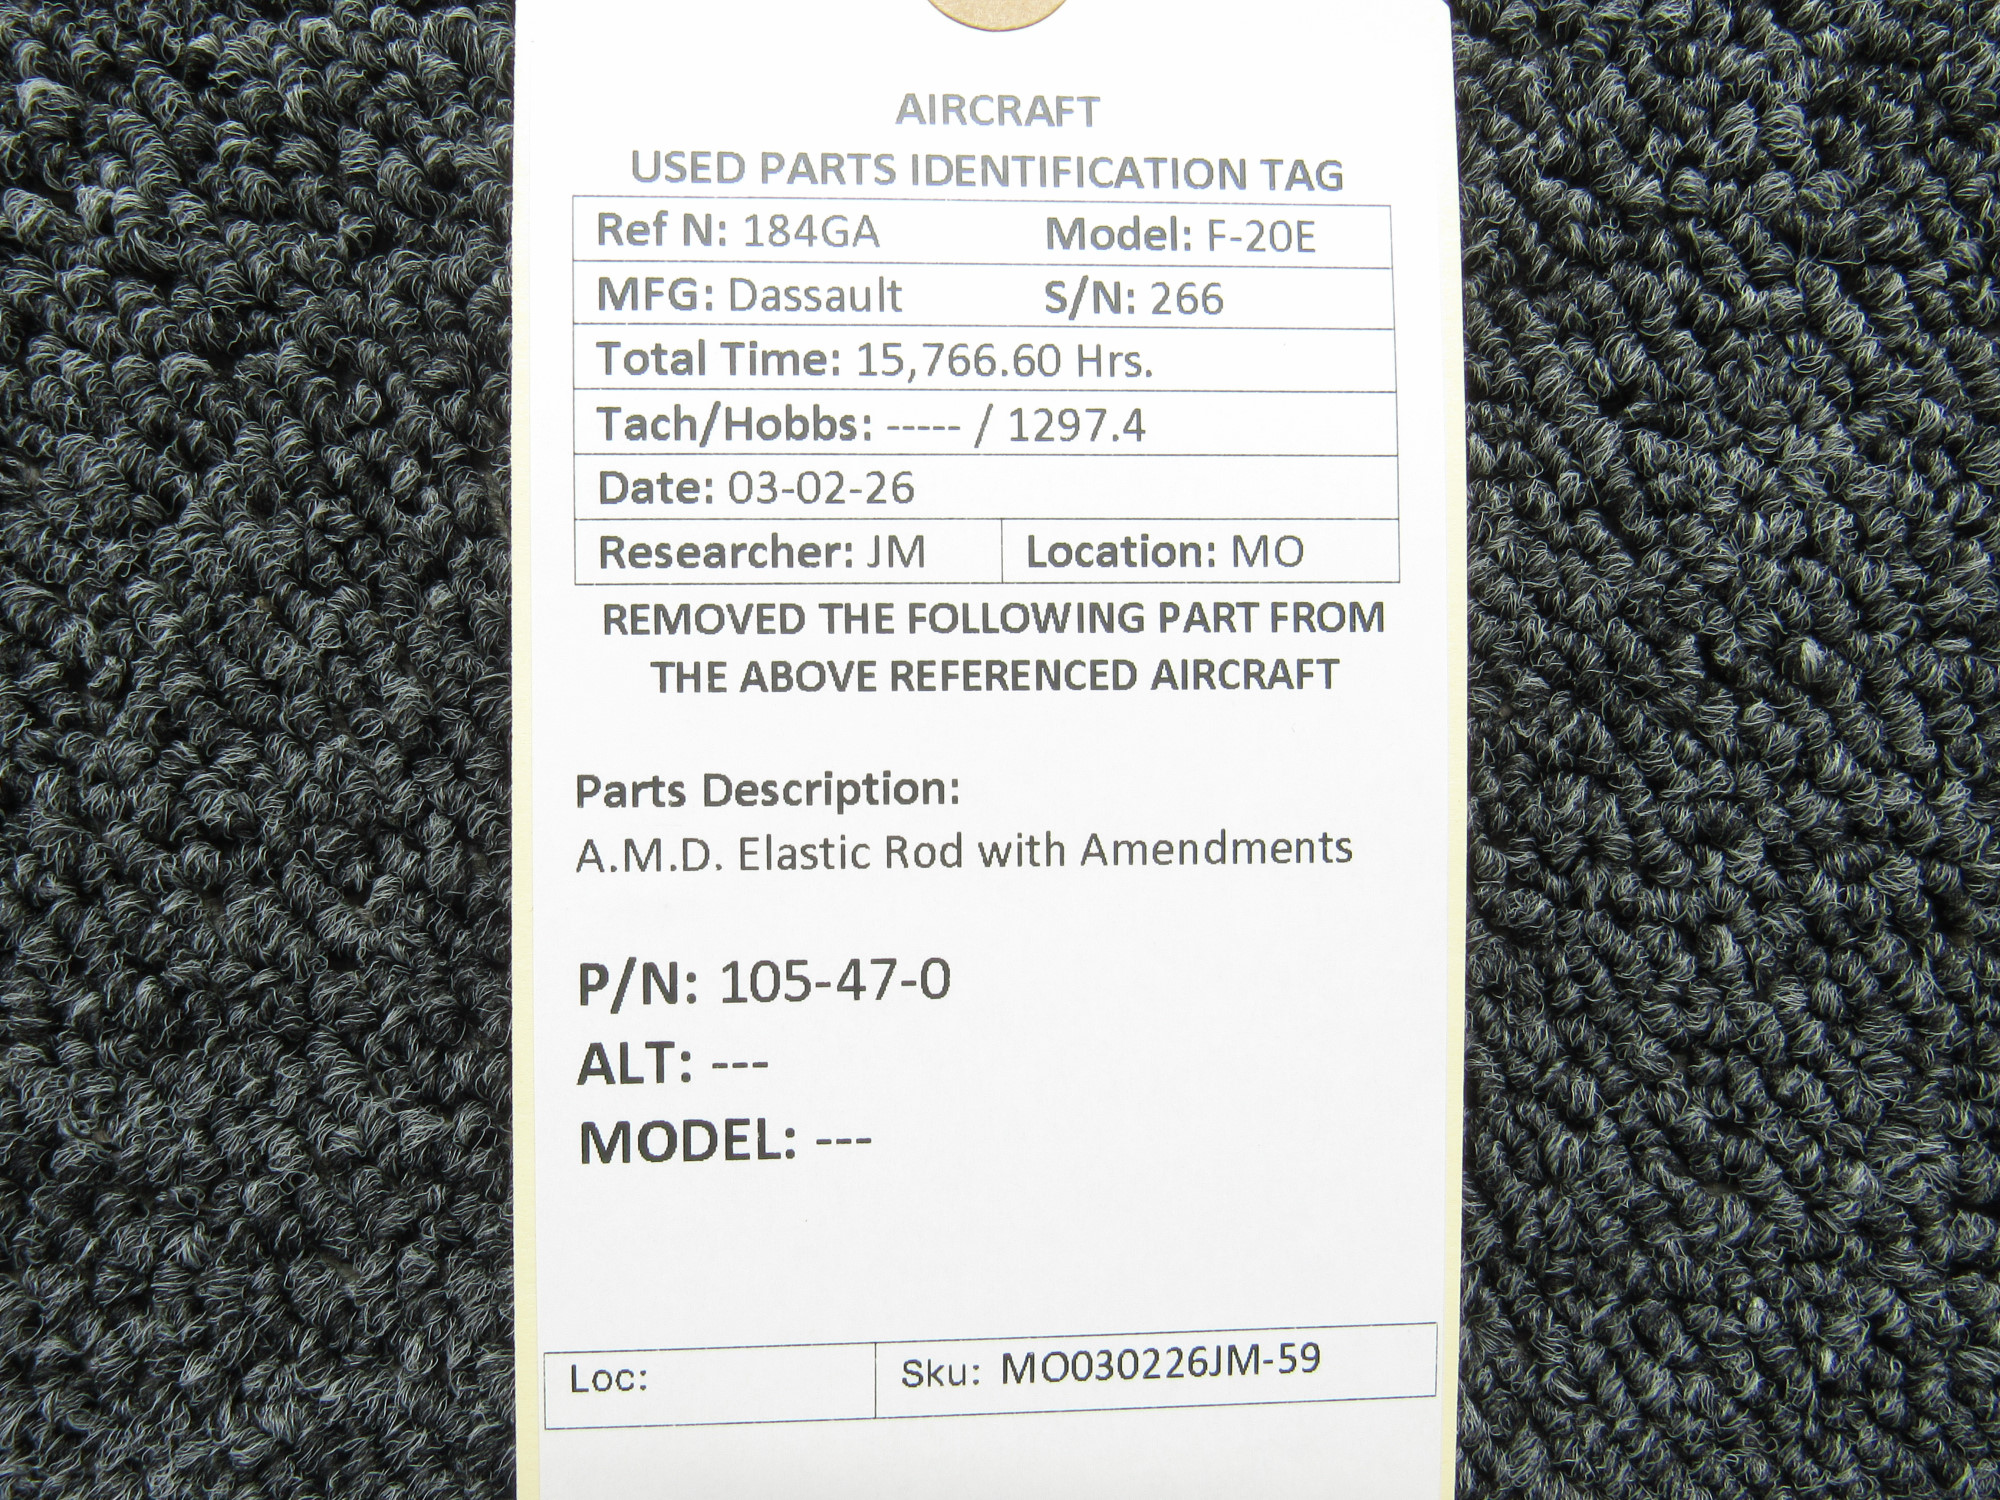 AIRCRAFT
USED PARTS IDENTIFICATION TAG
Ref N: 184GA Model: F-20E
MFG: Dassault S/N: 266
Total Time: 15,766.60 Hrs.
Tach/Hobbs: ----- / 1297.4
Date: 03-02-26
Researcher: JM Location: MO
REMOVED THE FOLLOWING PART FROM
THE ABOVE REFERENCED AIRCRAFT
Parts Description:
A.M.D. Elastic Rod with Amendments
P/N: 105-47-0
ALT: ---
MODEL: ---
Loc: Sku: MO030226JM-59